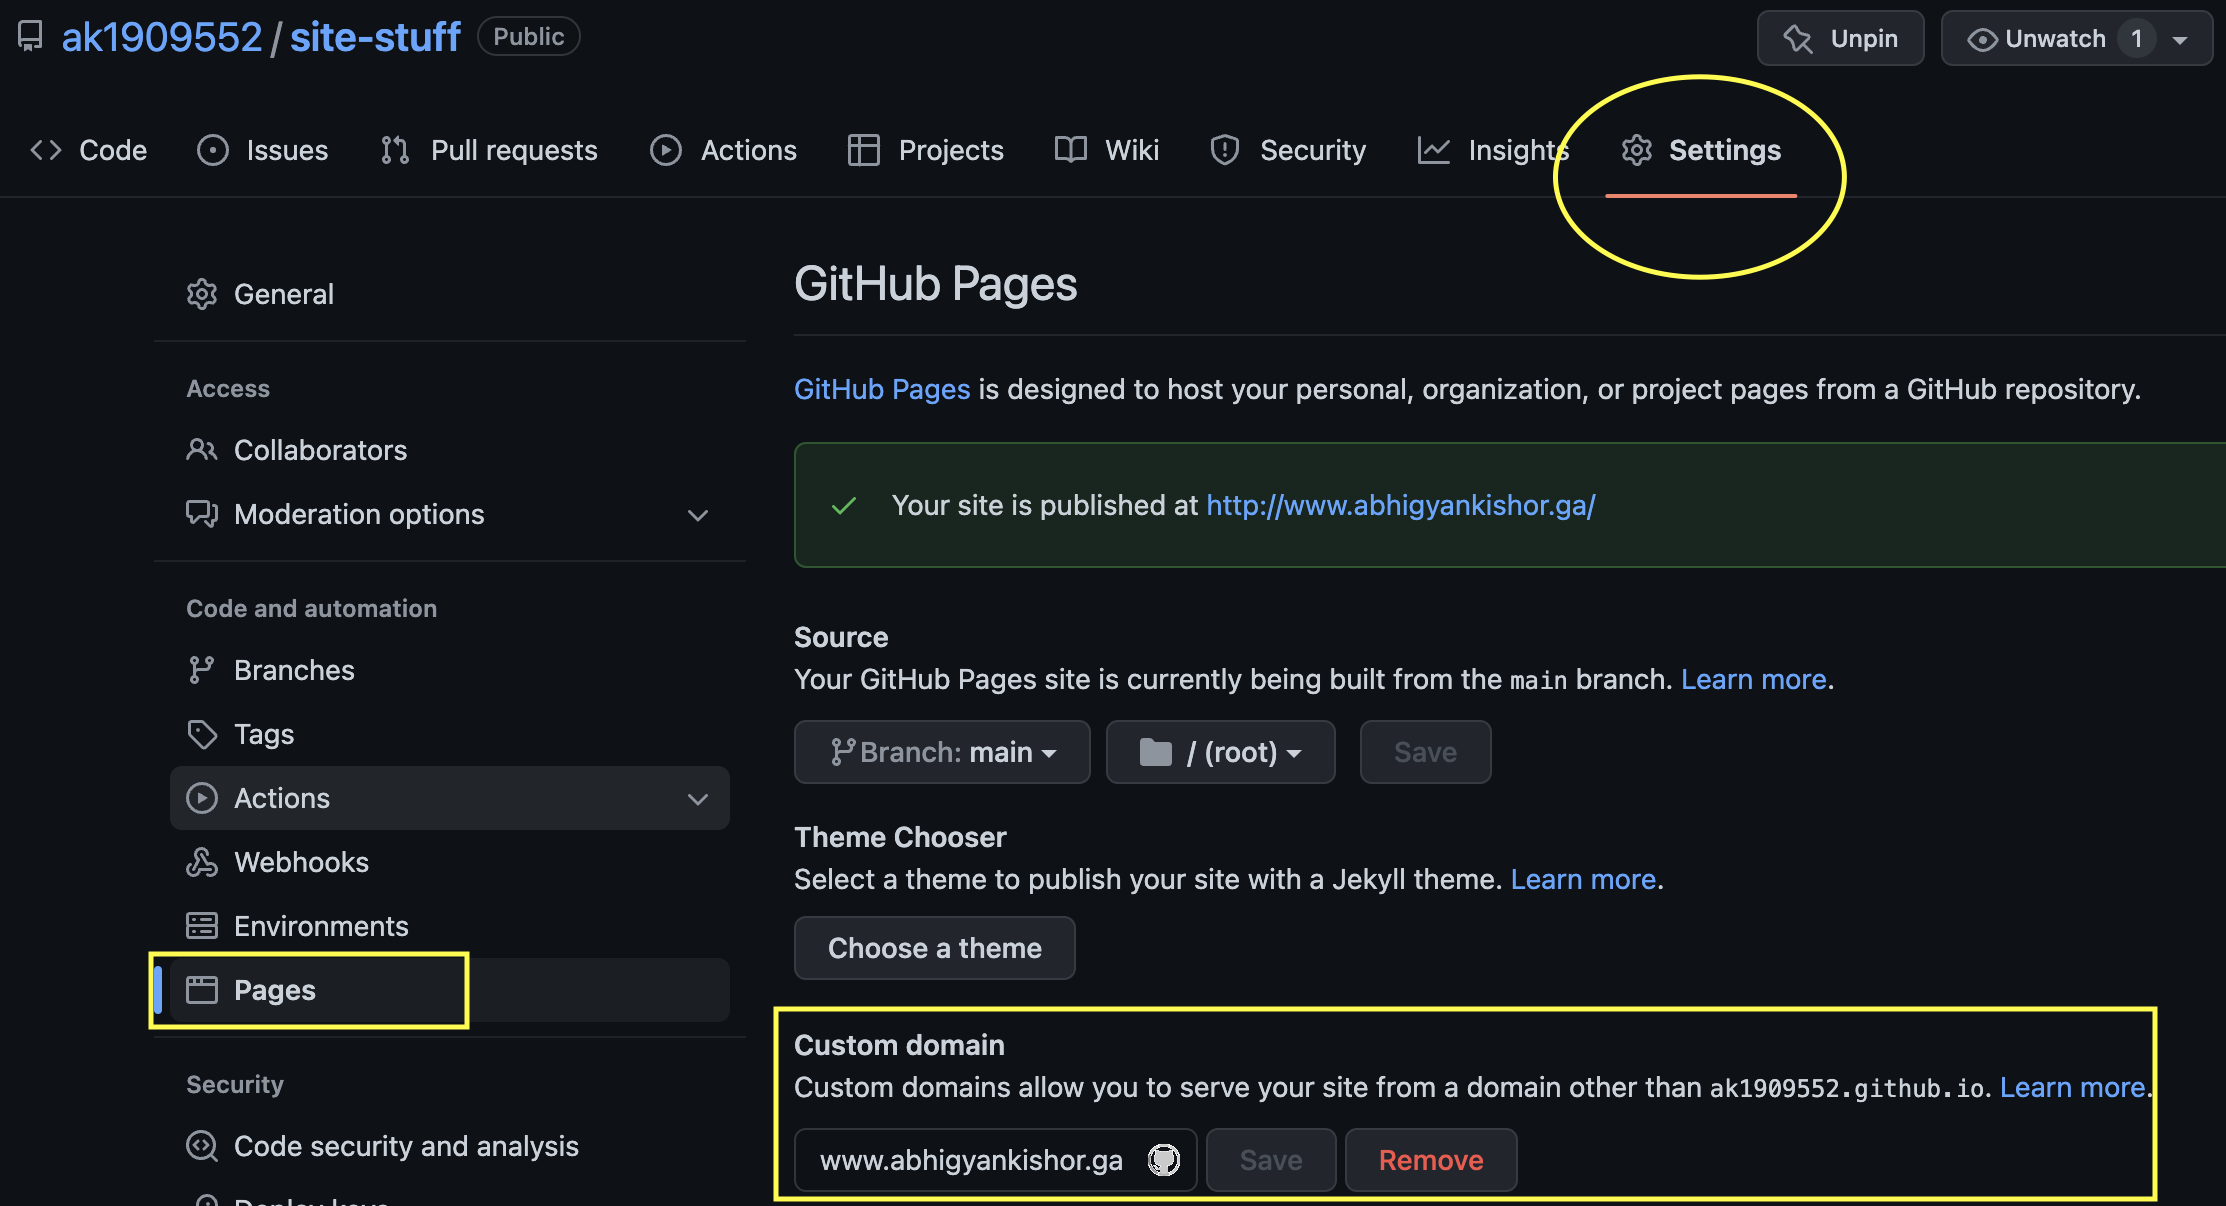 ak1909552 / site-stuff Public
Unpin
Unwatch 1
Code
Issues
Pull requests
Actions
Projects
Wiki
Security
Insights
Settings
General
Access
Collaborators
Moderation options
Code and automation
Branches
Tags
Actions
Webhooks
Environments
Pages
Security
Code security and analysis
Deploy keys
GitHub Pages
GitHub Pages is designed to host your personal, organization, or project pages from a GitHub repository.
Your site is published at http://www.abhigyankishor.ga/
Source
Your GitHub Pages site is currently being built from the main branch. Learn more.
Branch: main
/ (root)
Save
Theme Chooser
Select a theme to publish your site with a Jekyll theme. Learn more.
Choose a theme
Custom domain
Custom domains allow you to serve your site from a domain other than ak1909552.github.io. Learn more.
www.abhigyankishor.ga
Save
Remove